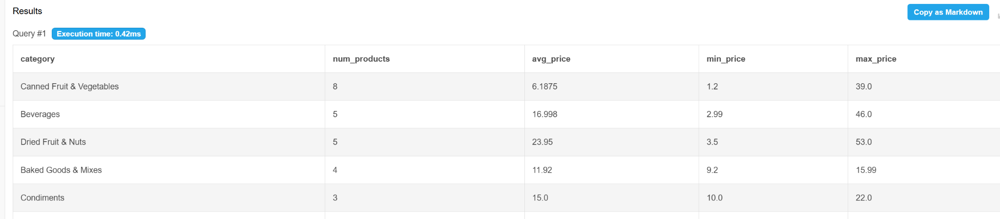 Results
Copy as Markdown
Query #1 Execution time: 0.42ms
category num_products avg_price min_price max_price
Canned Fruit & Vegetables 8 6.1875 1.2 39.0
Beverages 5 16.998 2.99 46.0
Dried Fruit & Nuts 5 23.95 3.5 53.0
Baked Goods & Mixes 4 11.92 9.2 15.99
Condiments 3 15.0 10.0 22.0